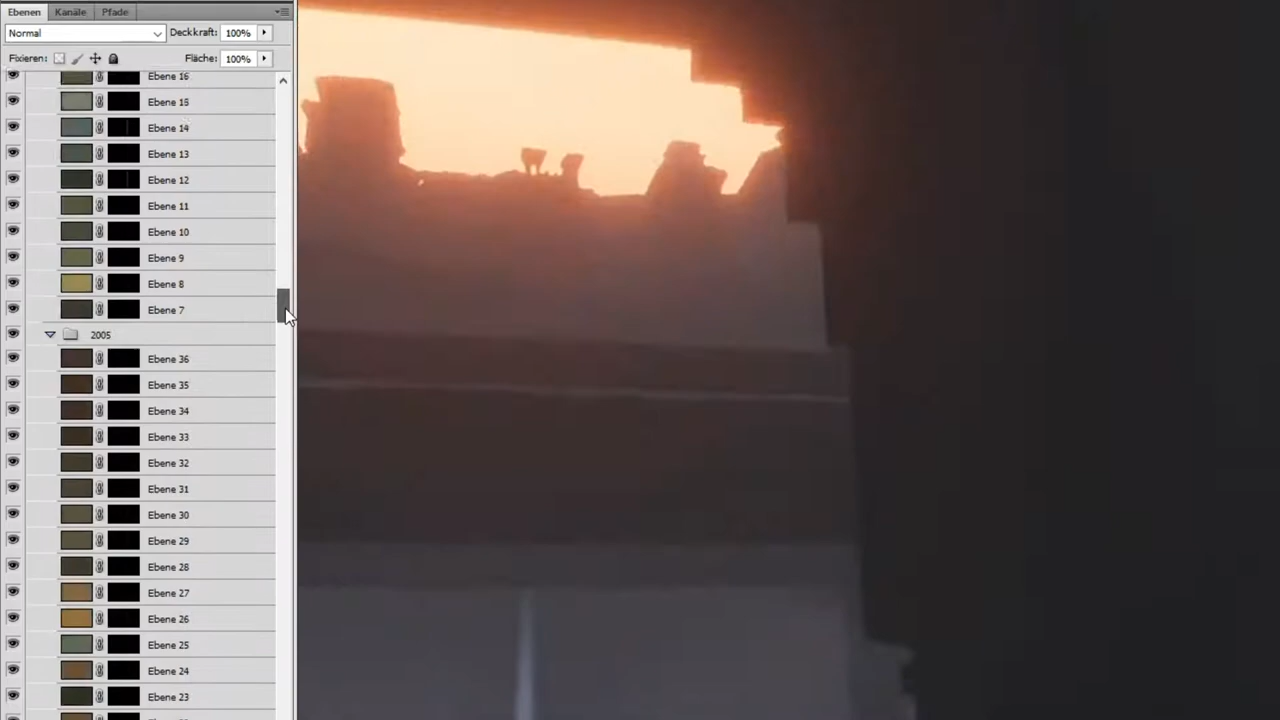 Ebenen Kanäle Pfade
Normal Deckkraft: 100%
Fixieren: Fläche: 100%
Ebene 16
Ebene 15
Ebene 14
Ebene 13
Ebene 12
Ebene 11
Ebene 10
Ebene 9
Ebene 8
Ebene 7
2005
Ebene 36
Ebene 35
Ebene 34
Ebene 33
Ebene 32
Ebene 31
Ebene 30
Ebene 29
Ebene 28
Ebene 27
Ebene 26
Ebene 25
Ebene 24
Ebene 23